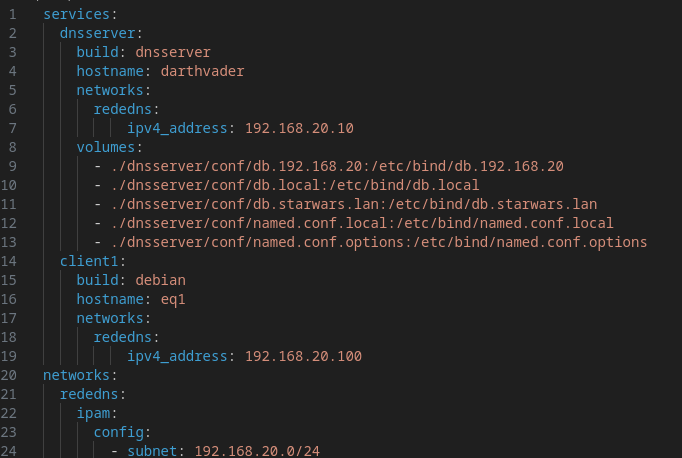 1 services:
2   dnsserver:
3     build: dnsserver
4     hostname: darthvader
5     networks:
6       rededns:
7           ipv4_address: 192.168.20.10
8     volumes:
9       - ./dnsserver/conf/db.192.168.20:/etc/bind/db.192.168.20
10       - ./dnsserver/conf/db.local:/etc/bind/db.local
11       - ./dnsserver/conf/db.starwars.lan:/etc/bind/db.starwars.lan
12       - ./dnsserver/conf/named.conf.local:/etc/bind/named.conf.local
13       - ./dnsserver/conf/named.conf.options:/etc/bind/named.conf.options
14   client1:
15     build: debian
16     hostname: eq1
17     networks:
18       rededns:
19           ipv4_address: 192.168.20.100
20 networks:
21   rededns:
22     ipam:
23       config:
24         - subnet: 192.168.20.0/24